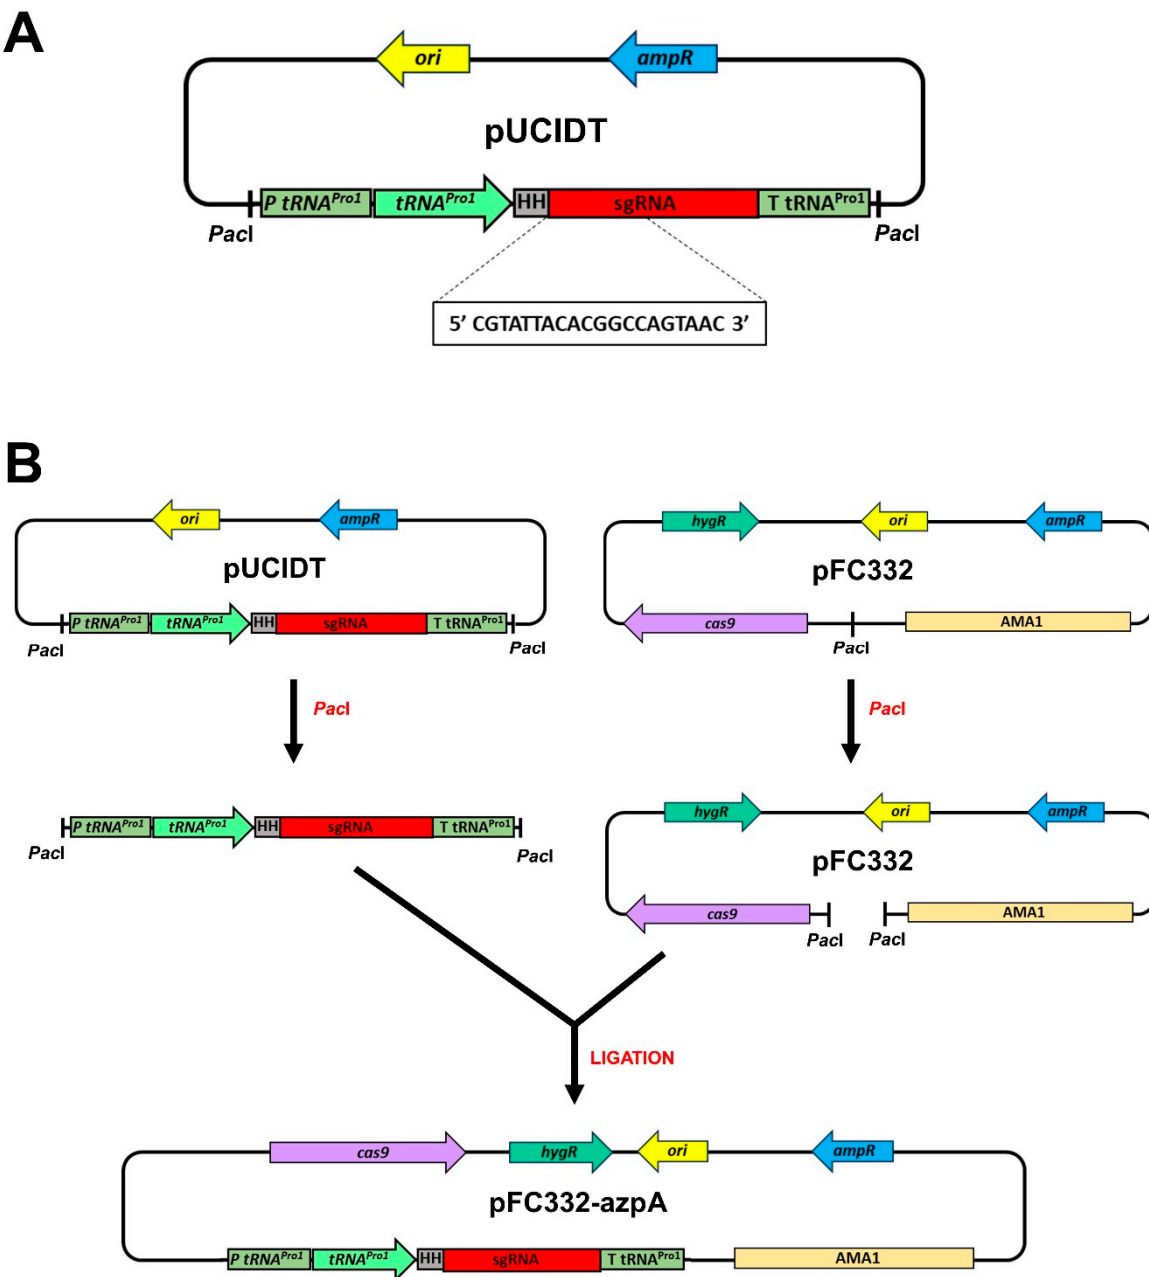 A
ori ampR
pUCIDT
P tRNAPro1 tRNAPro1 HH sgRNA T tRNAPro1
PacI PacI
5’ CGTATTACACGGCCAGTAAC 3’
B
ori ampR
pUCIDT
P tRNAPro1 tRNAPro1 HH sgRNA T tRNAPro1
PacI PacI
hygR ori ampR
pFC332
cas9 AMA1
PacI
PacI
PacI
P tRNAPro1 tRNAPro1 HH sgRNA T tRNAPro1
PacI PacI
hygR ori ampR
pFC332
cas9 AMA1
PacI PacI
LIGATION
cas9 hygR ori ampR
pFC332-azpA
P tRNAPro1 tRNAPro1 HH sgRNA T tRNAPro1 AMA1